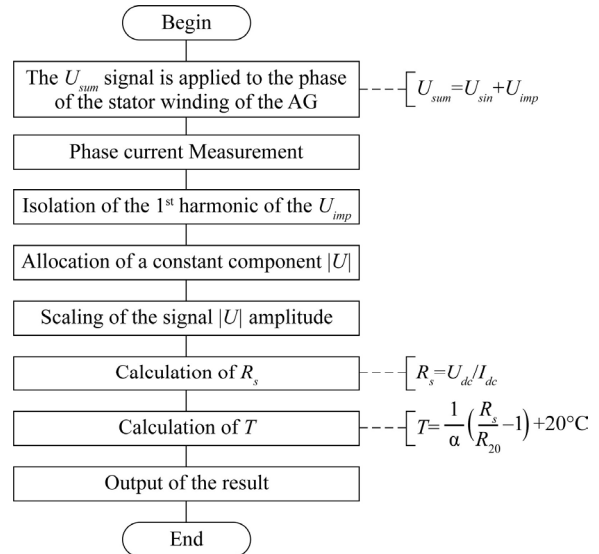 Begin
The U_sum signal is applied to the phase
of the stator winding of the AG
U_sum=U_sin+U_imp
Phase current Measurement
Isolation of the 1st harmonic of the U_imp
Allocation of a constant component |U|
Scaling of the signal |U| amplitude
Calculation of R_s
R_s=U_dc/I_dc
Calculation of T
T=1/α(R_s/R_20−1)+20°C
Output of the result
End